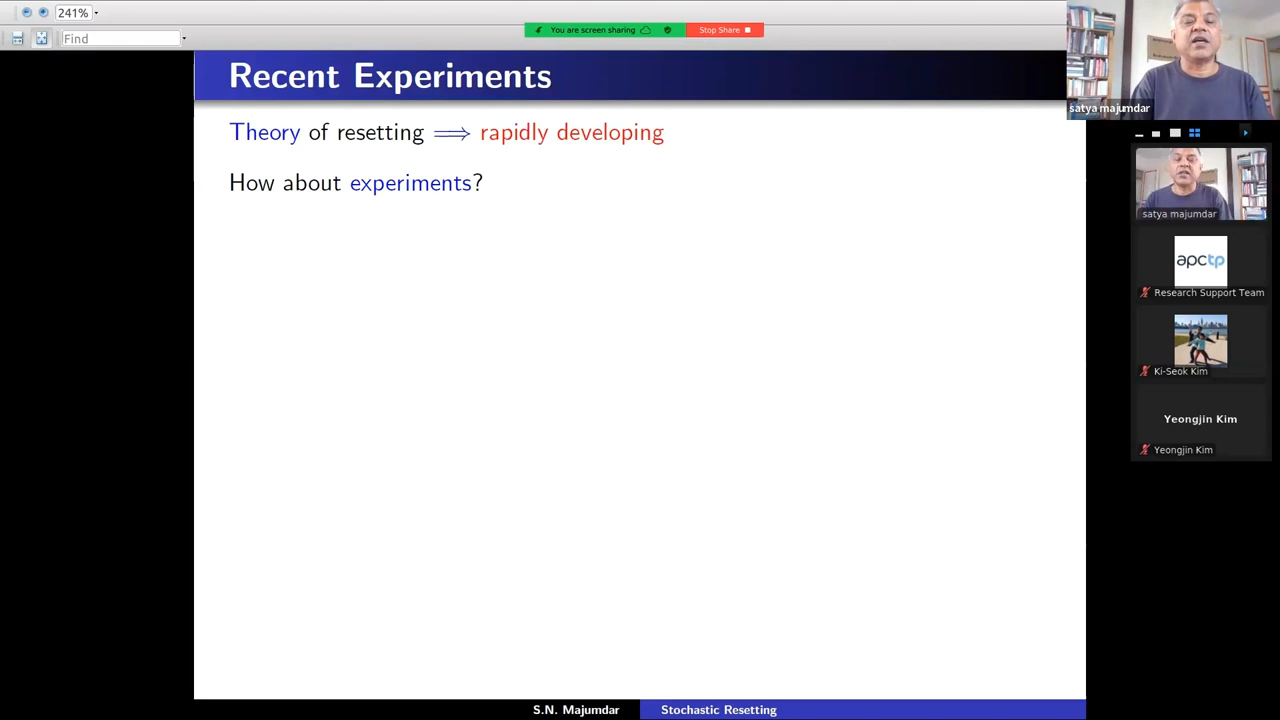 241%
You are screen sharing
Stop Share
Find
Recent Experiments
Theory of resetting ⟹ rapidly developing
How about experiments?
satya majumdar
satya majumdar
apctp
Research Support Team
Ki-Seok Kim
Yeongjin Kim
Yeongjin Kim
S.N. Majumdar
Stochastic Resetting